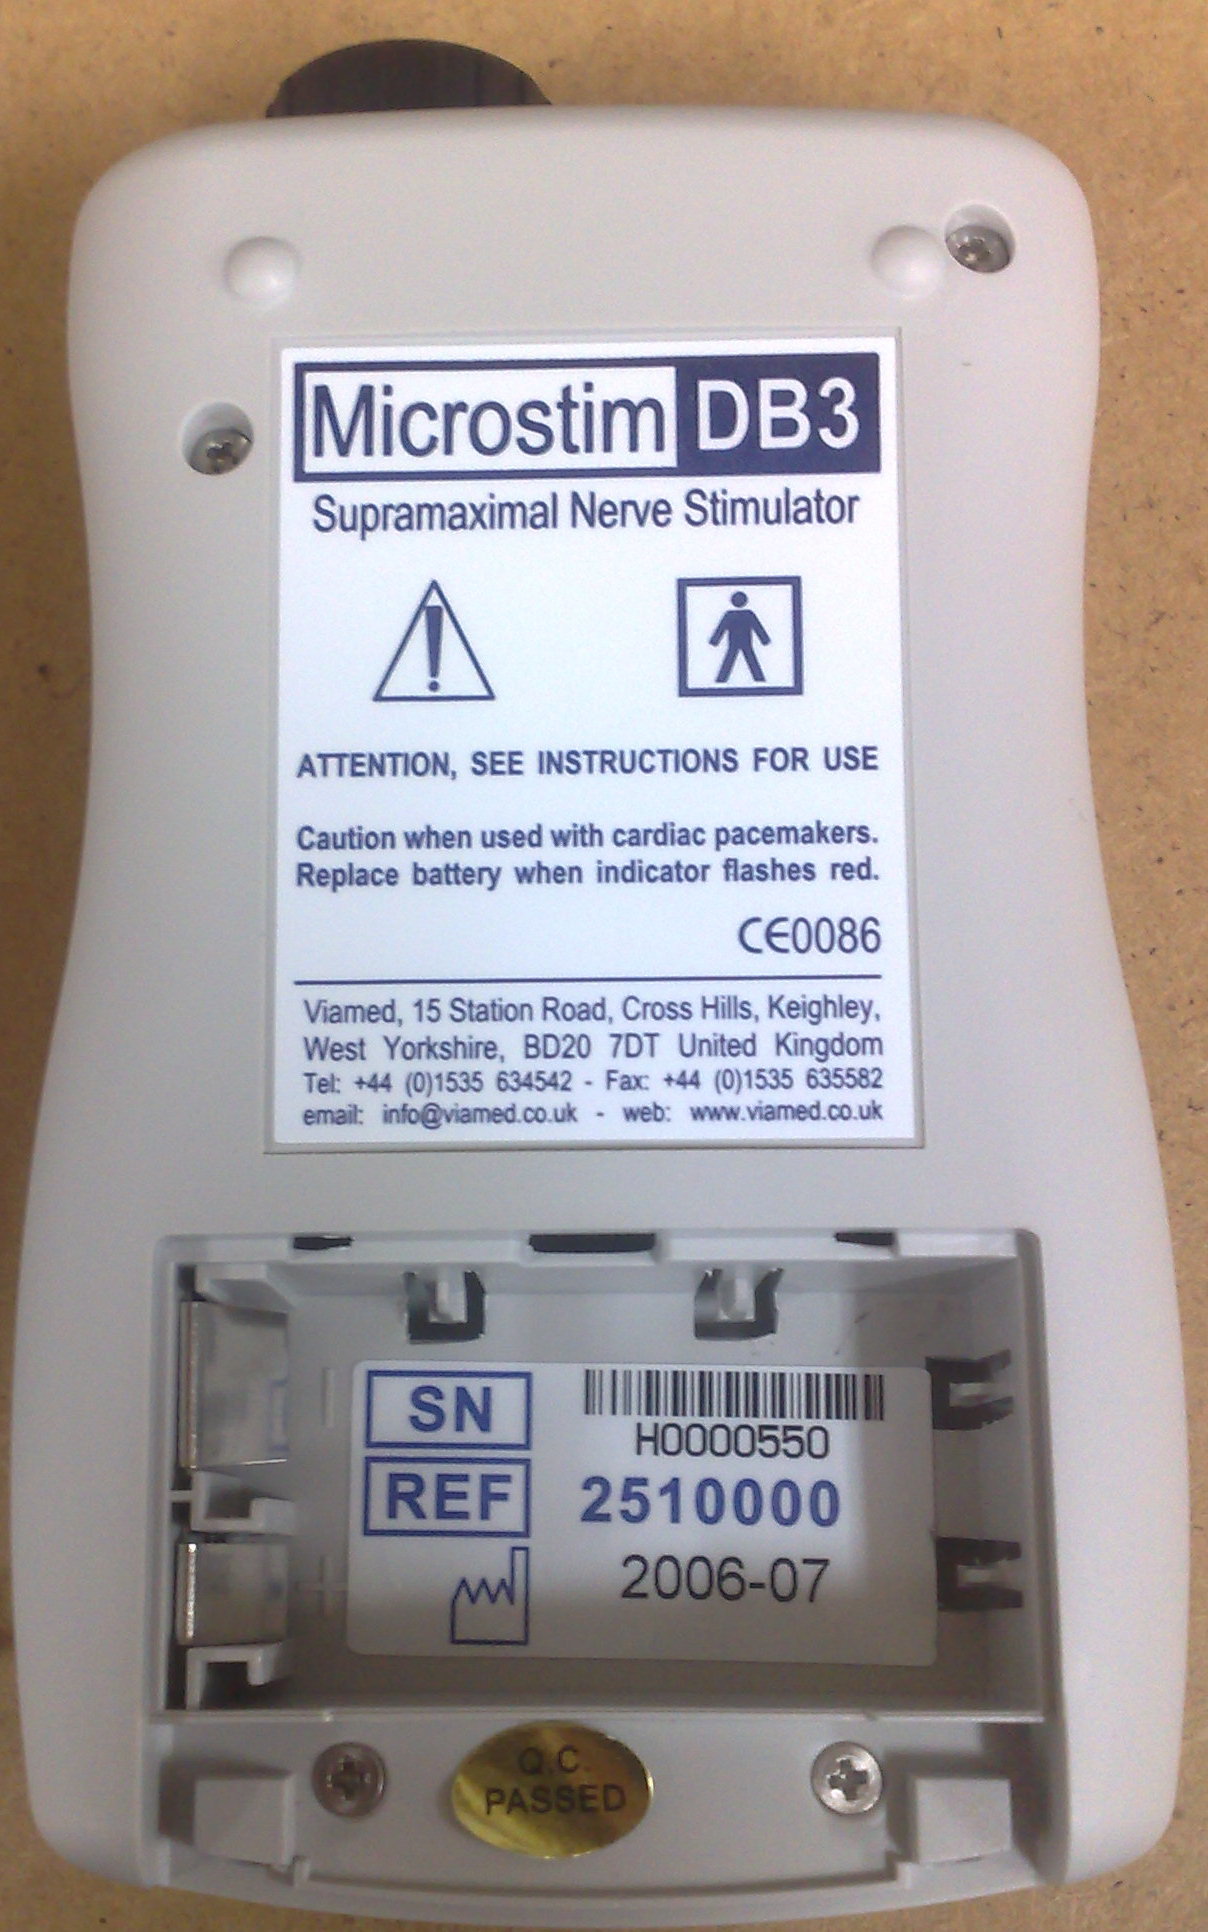 Microstim DB3
Supramaximal Nerve Stimulator
ATTENTION, SEE INSTRUCTIONS FOR USE
Caution when used with cardiac pacemakers.
Replace battery when indicator flashes red.
CE0086
Viamed, 15 Station Road, Cross Hills, Keighley,
West Yorkshire, BD20 7DT United Kingdom
Tel: +44 (0)1535 634542 - Fax: +44 (0)1535 635582
email: info@viamed.co.uk - web: www.viamed.co.uk
SN H0000550
REF 2510000
2006-07
Q.C.
PASSED